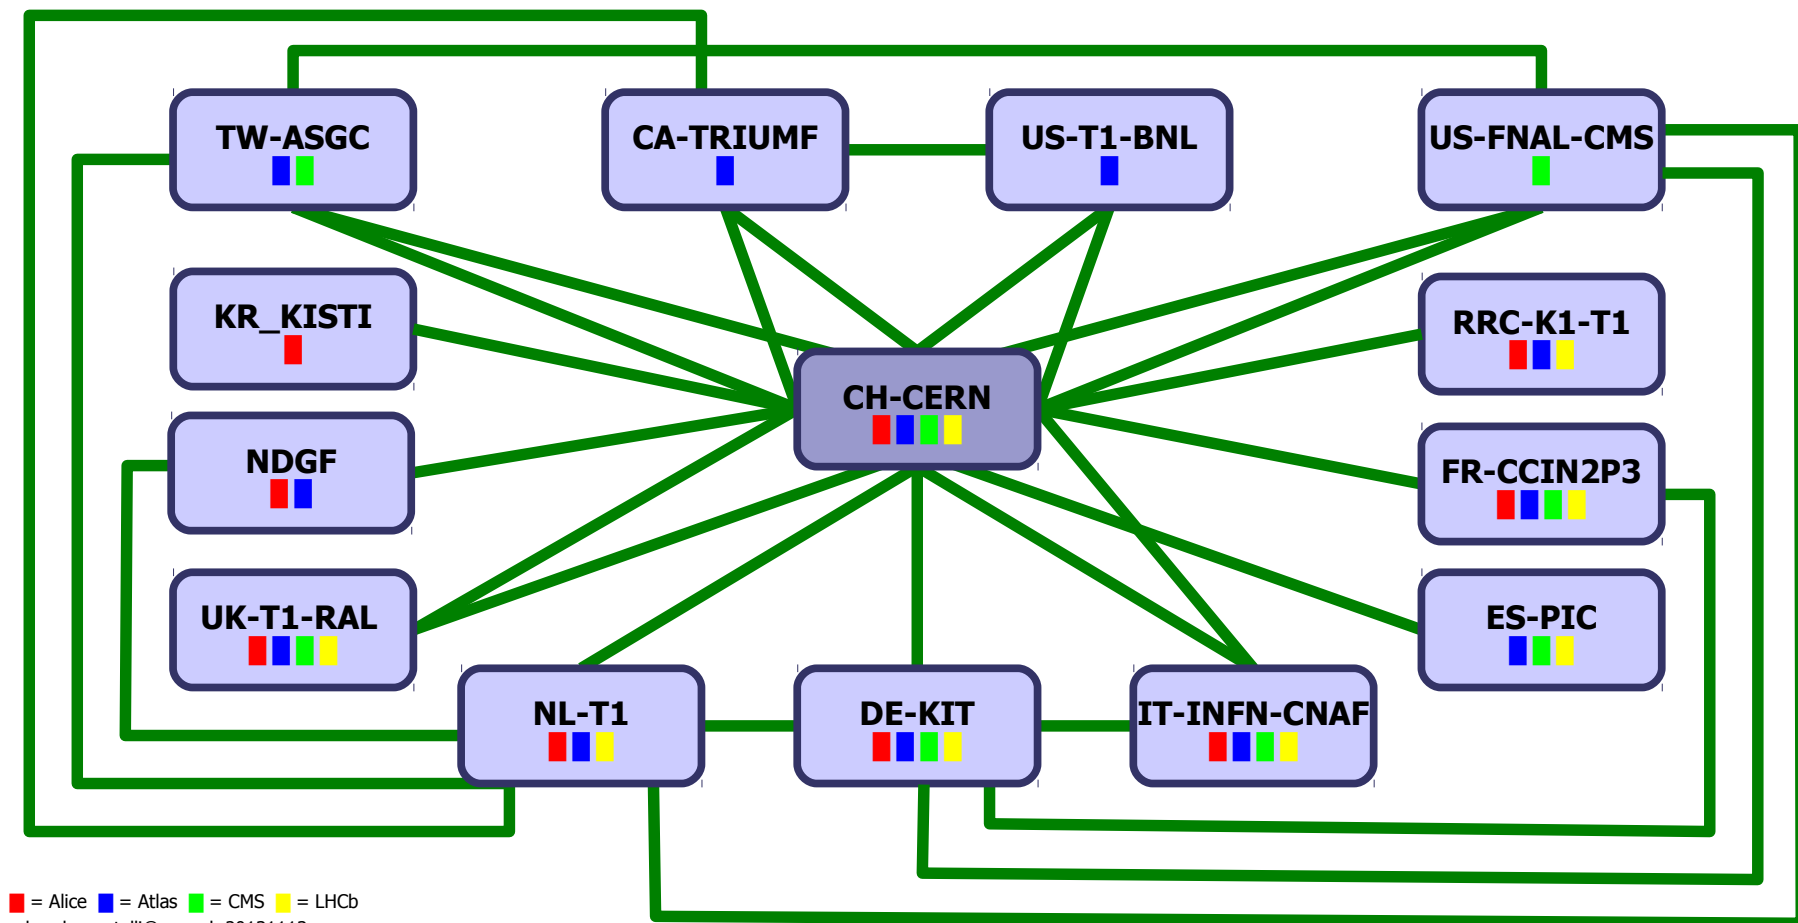 TW-ASGC
CA-TRIUMF
US-T1-BNL
US-FNAL-CMS
KR_KISTI
RRC-K1-T1
CH-CERN
NDGF
FR-CCIN2P3
UK-T1-RAL
ES-PIC
NL-T1
DE-KIT
IT-INFN-CNAF
= Alice = Atlas = CMS = LHCb